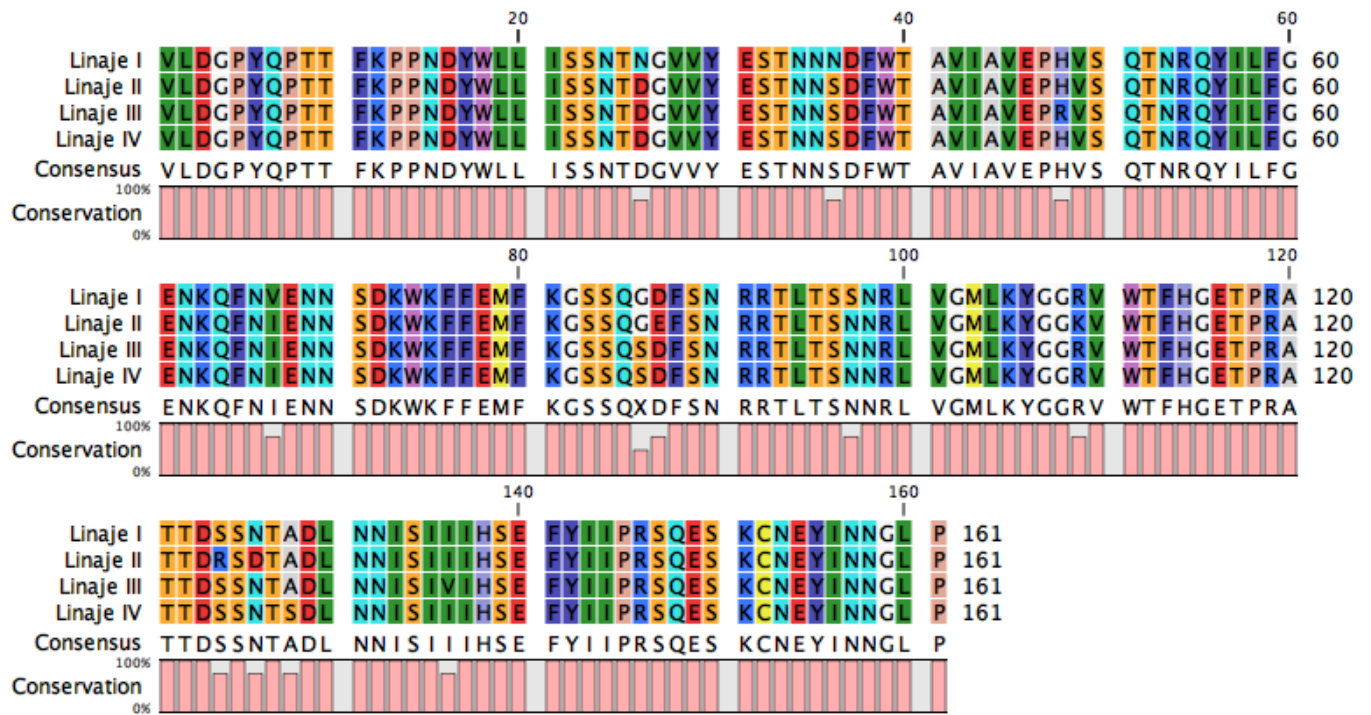 20 40 60
Linaje I VLDGPYQPTT FKPPNDYWLL ISSNTNGVVY ESTNNNDFWT AVIAVEPHVS QTNRQYILFG 60
Linaje II VLDGPYQPTT FKPPNDYWLL ISSNTDGVVY ESTNNSDFWT AVIAVEPHVS QTNRQYILFG 60
Linaje III VLDGPYQPTT FKPPNDYWLL ISSNTDGVVY ESTNNSDFWT AVIAVEPRVS QTNRQYILFG 60
Linaje IV VLDGPYQPTT FKPPNDYWLL ISSNTDGVVY ESTNNSDFWT AVIAVEPHVS QTNRQYILFG 60
Consensus VLDGPYQPTT FKPPNDYWLL ISSNTDGVVY ESTNNSDFWT AVIAVEPHVS QTNRQYILFG
100%
Conservation
0%
80 100 120
Linaje I ENKQFNVENN SDKWKFFEMF KGSSQGDFSN RRTLTSSNRL VGMLKYGGRV WTFHGETPRA 120
Linaje II ENKQFNIENN SDKWKFFEMF KGSSQGEFSN RRTLTSNNRL VGMLKYGGKV WTFHGETPRA 120
Linaje III ENKQFNIENN SDKWKFFEMF KGSSQSDFSN RRTLTSNNRL VGMLKYGGRV WTFHGETPRA 120
Linaje IV ENKQFNIENN SDKWKFFEMF KGSSQSDFSN RRTLTSNNRL VGMLKYGGRV WTFHGETPRA 120
Consensus ENKQFNIENN SDKWKFFEMF KGSSQXDFSN RRTLTSNNRL VGMLKYGGRV WTFHGETPRA
100%
Conservation
0%
140 160
Linaje I TTDSSNTADL NNISIIIHSE FYIIPRSQES KCNEYINNGL P 161
Linaje II TTDRSDTADL NNISIIIHSE FYIIPRSQES KCNEYINNGL P 161
Linaje III TTDSSNTADL NNISIVIHSE FYIIPRSQES KCNEYINNGL P 161
Linaje IV TTDSSNTSDL NNISIIIHSE FYIIPRSQES KCNEYINNGL P 161
Consensus TTDSSNTADL NNISIIIHSE FYIIPRSQES KCNEYINNGL P
100%
Conservation
0%